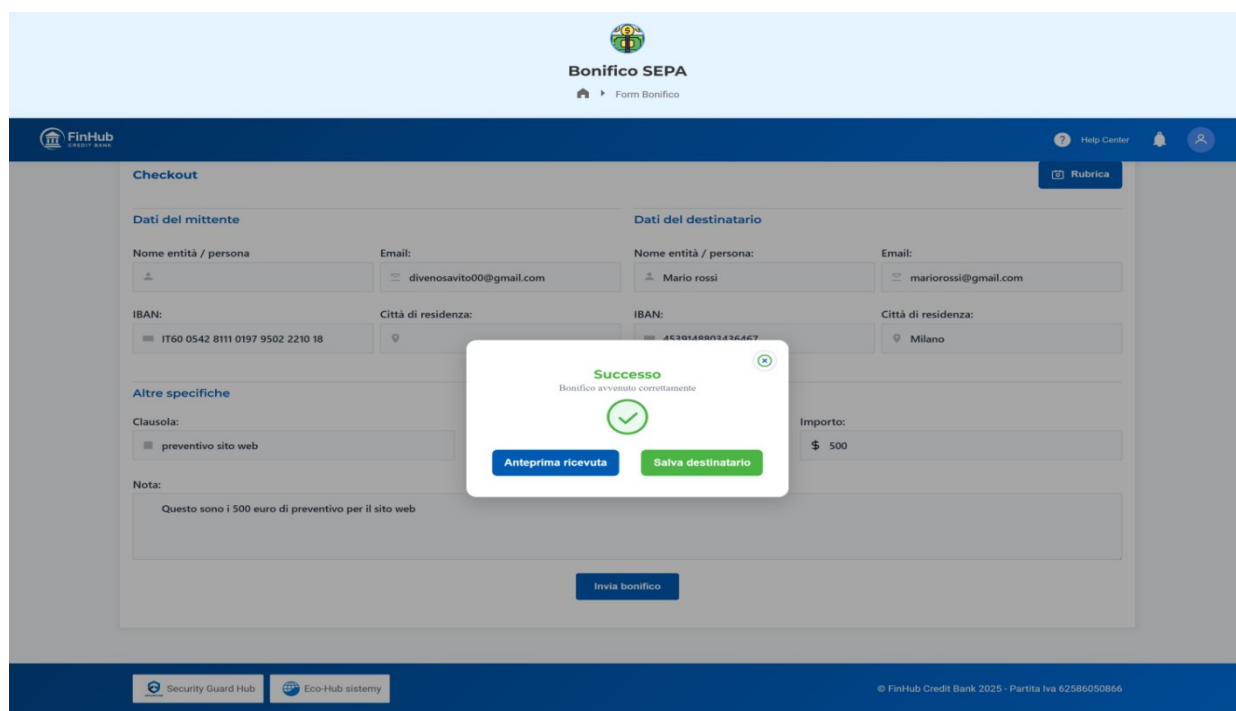 Bonifico SEPA
Form Bonifico
FinHub
CREDIT BANK
Help Center
Checkout
Rubrica
Dati del mittente
Dati del destinatario
Nome entità / persona
Email:
Nome entità / persona:
Email:
divenosavito00@gmail.com
Mario rossi
mariorossi@gmail.com
IBAN:
Città di residenza:
IBAN:
Città di residenza:
IT60 0542 8111 0197 9502 2210 18
4539148803436467
Milano
Successo
Bonifico avvenuto correttamente
Altre specifiche
Clausola:
Importo:
preventivo sito web
$ 500
Anteprima ricevuta
Salva destinatario
Nota:
Questo sono i 500 euro di preventivo per il sito web
Invia bonifico
Security Guard Hub
Eco-Hub sistemy
© FinHub Credit Bank 2025 - Partita Iva 62586050866